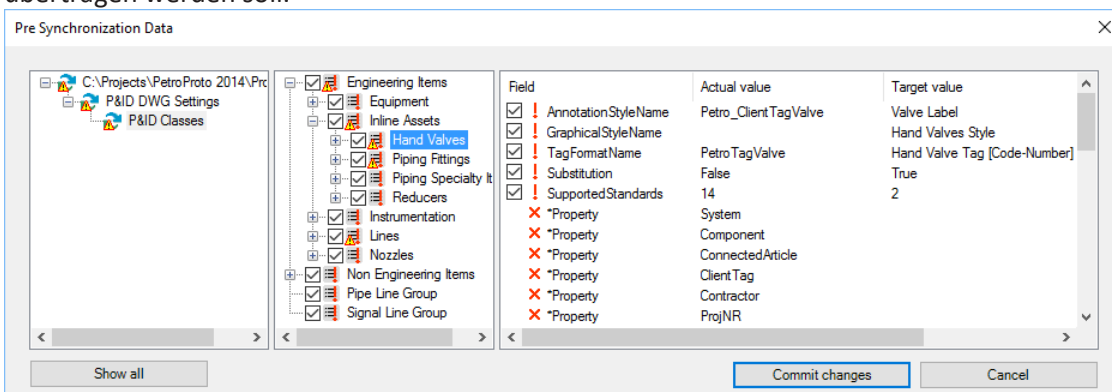 übertragen werden soll.
Pre Synchronization Data
C:\Projects\PetroProto 2014\Prc
P&ID DWG Settings
P&ID Classes
Engineering Items
Equipment
Inline Assets
Hand Valves
Piping Fittings
Piping Specialty It
Reducers
Instrumentation
Lines
Nozzles
Non Engineering Items
Pipe Line Group
Signal Line Group
Field Actual value Target value
AnnotationStyleName Petro_ClientTagValve Valve Label
GraphicalStyleName Hand Valves Style
TagFormatName PetroTagValve Hand Valve Tag [Code-Number]
Substitution False True
SupportedStandards 14 2
*Property System
*Property Component
*Property ConnectedArticle
*Property ClientTag
*Property Contractor
*Property ProjNR
Show all Commit changes Cancel